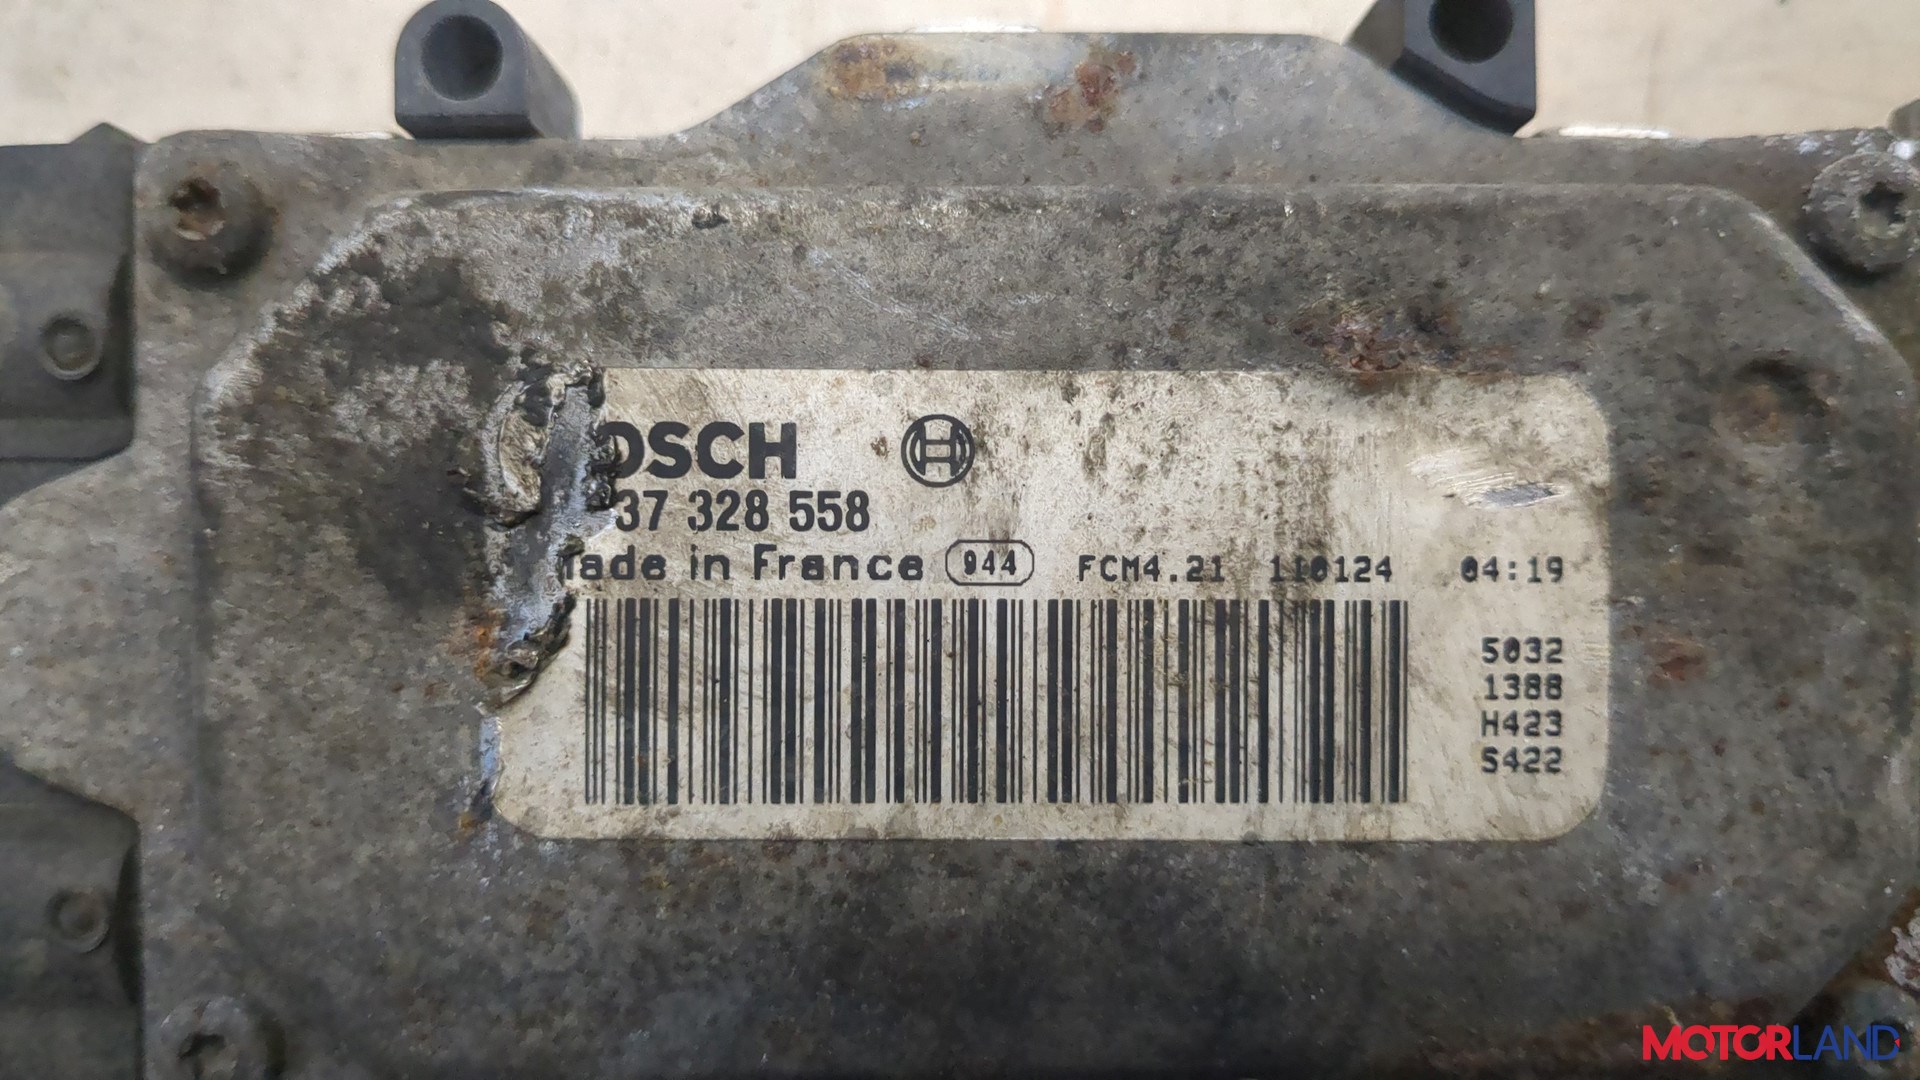 OSCH
37 328 558
ade in France 944 FCM4.21 110124 04:19
5032
1388
H423
S422
MOTORLAND